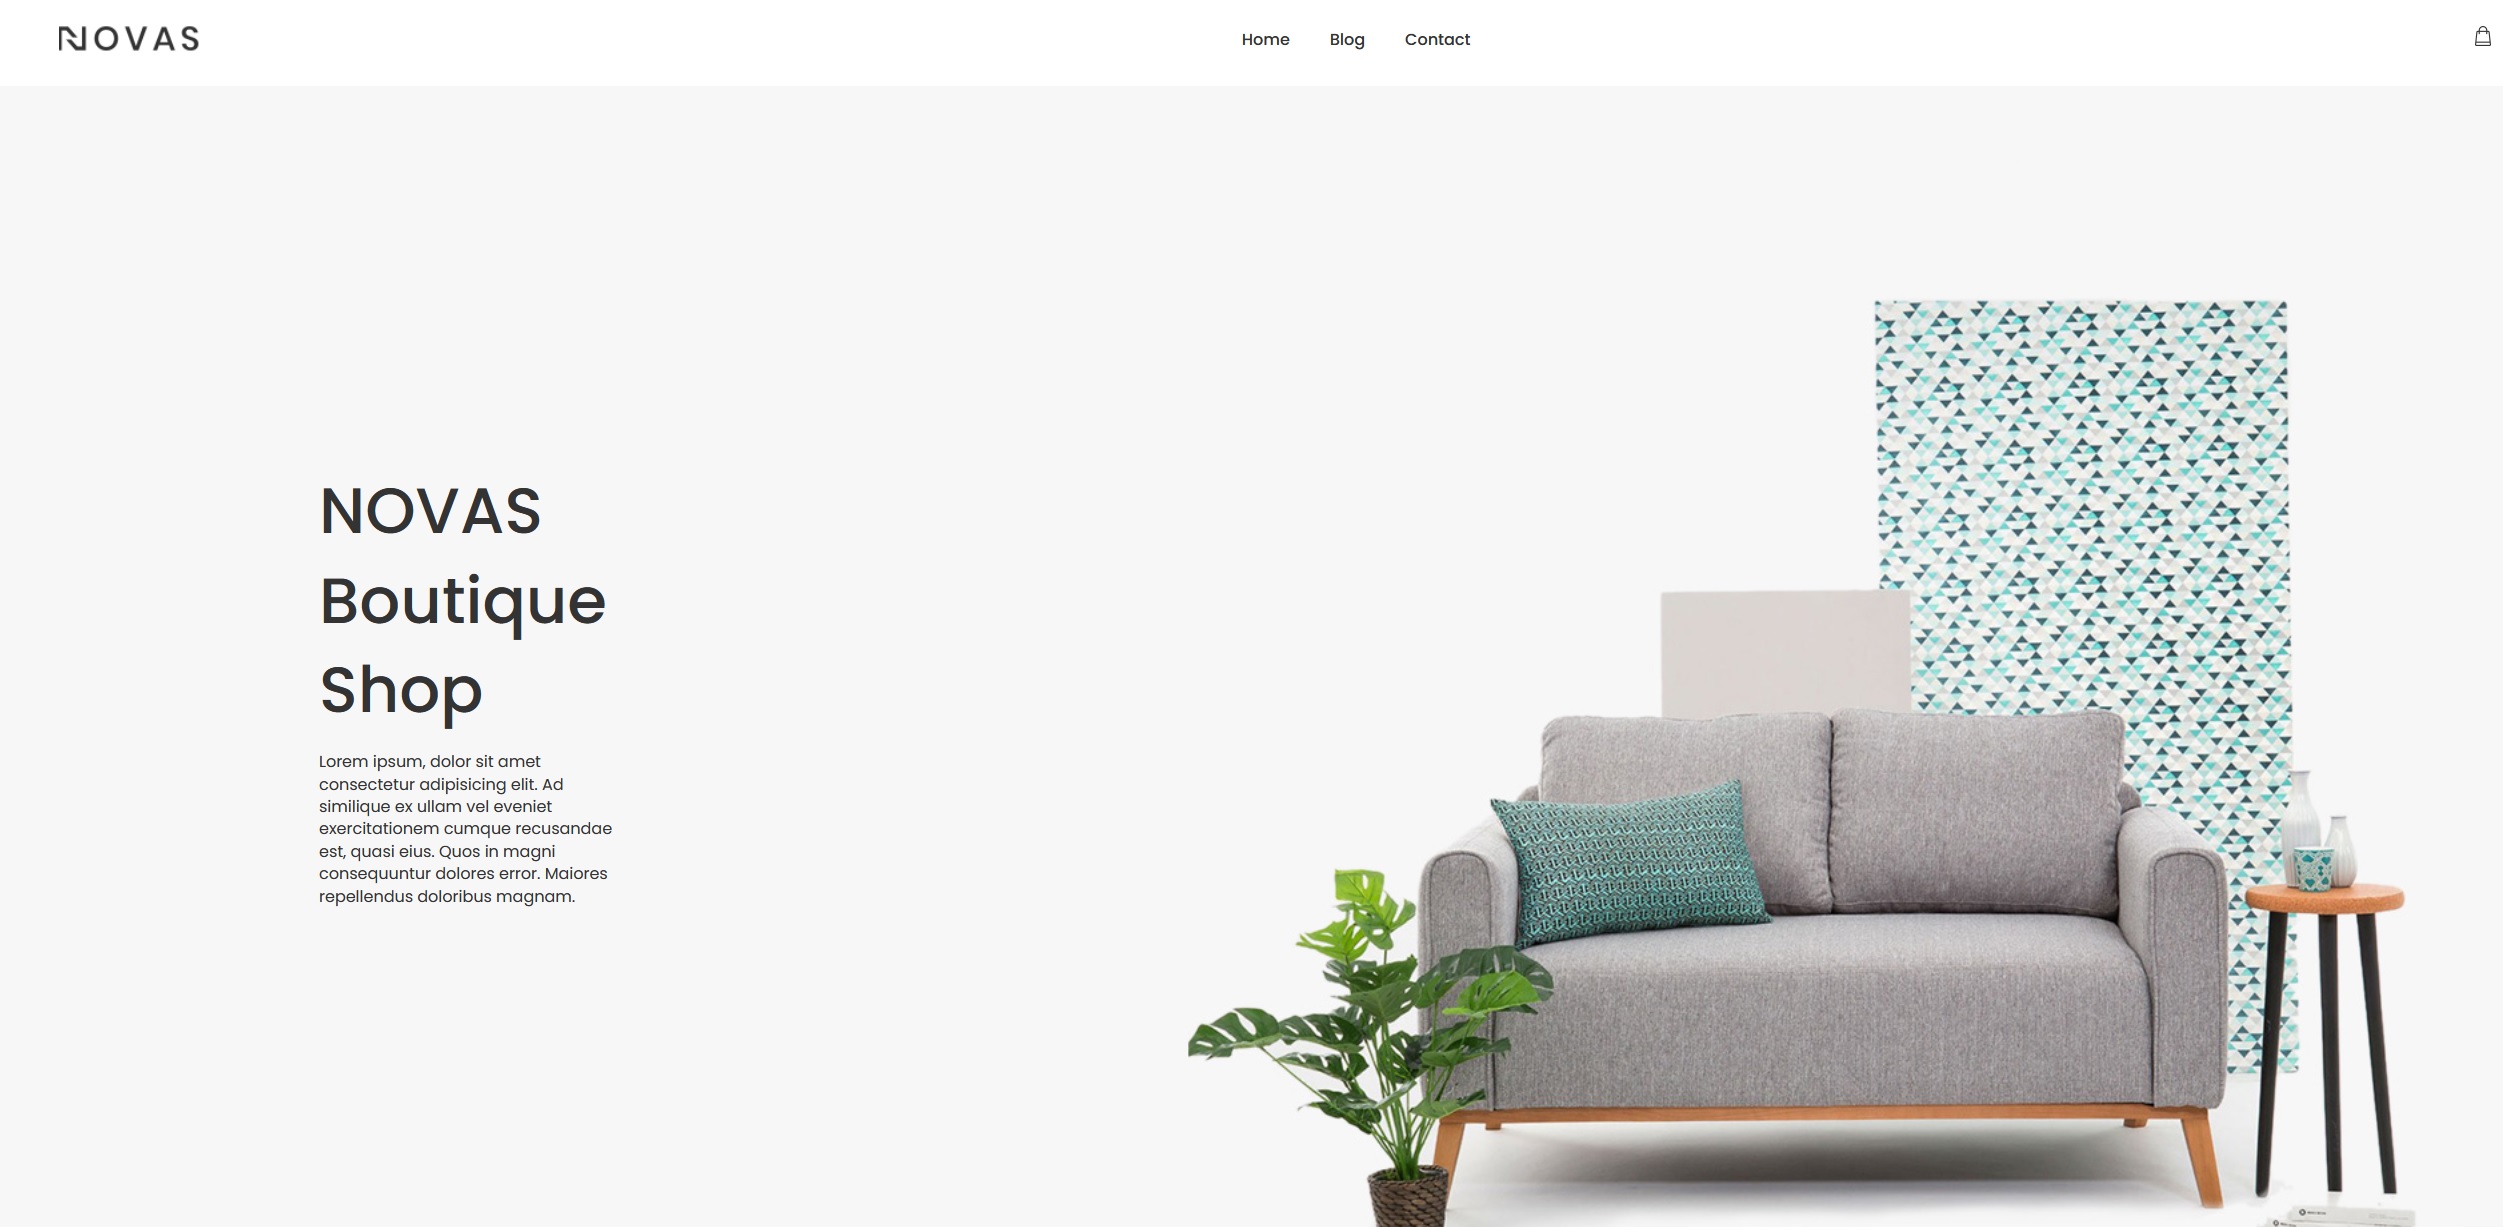 NOVAS
Home Blog Contact
NOVAS
Boutique
Shop
Lorem ipsum, dolor sit amet
consectetur adipisicing elit. Ad
similique ex ullam vel eveniet
exercitationem cumque recusandae
est, quasi eius. Quos in magni
consequuntur dolores error. Maiores
repellendus doloribus magnam.